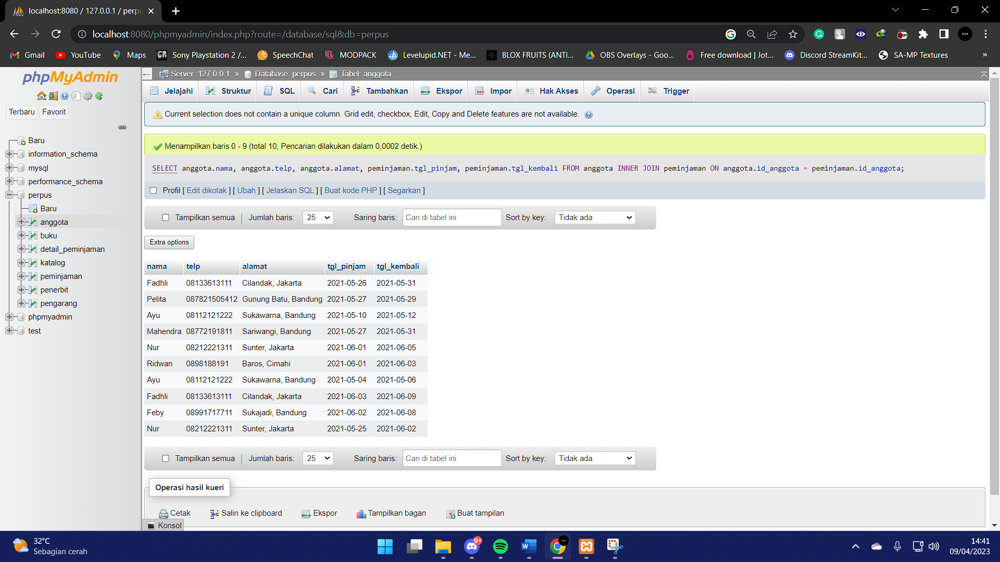 localhost:8080 / 127.0.0.1 / perpu
localhost:8080/phpmyadmin/index.php?route=/database/sql&db=perpus
Gmail YouTube Maps Sony Playstation 2 /... SpeechChat MODPACK Levelupid.NET - Me... BLOX FRUITS (ANTI... OBS Overlays - Goo... Free download | Jot... Discord StreamKit... SA-MP Textures »
phpMyAdmin
Terbaru Favorit
Baru
information_schema
mysql
performance_schema
perpus
Baru
anggota
buku
detail_peminjaman
katalog
peminjaman
penerbit
pengarang
phpmyadmin
test
Server: 127.0.0.1 » Database: perpus » Tabel: anggota
Jelajahi Struktur SQL Cari Tambahkan Ekspor Impor Hak Akses Operasi Trigger
Current selection does not contain a unique column. Grid edit, checkbox, Edit, Copy and Delete features are not available.
Menampilkan baris 0 - 9 (total 10, Pencarian dilakukan dalam 0,0002 detik.)
SELECT anggota.nama, anggota.telp, anggota.alamat, peminjaman.tgl_pinjam, peminjaman.tgl_kembali FROM anggota INNER JOIN peminjaman ON anggota.id_anggota = peminjaman.id_anggota;
Profil [ Edit dikotak ] [ Ubah ] [ Jelaskan SQL ] [ Buat kode PHP ] [ Segarkan ]
Tampilkan semua | Jumlah baris: 25 Saring baris: Cari di tabel ini Sort by key: Tidak ada
Extra options
nama telp alamat tgl_pinjam tgl_kembali
Fadhli 08133613111 Cilandak, Jakarta 2021-05-26 2021-05-31
Pelita 087821505412 Gunung Batu, Bandung 2021-05-27 2021-05-29
Ayu 08112121222 Sukawarna, Bandung 2021-05-10 2021-05-12
Mahendra 08772191811 Sariwangi, Bandung 2021-05-27 2021-05-31
Nur 08212221311 Sunter, Jakarta 2021-06-01 2021-06-05
Ridwan 0898188191 Baros, Cimahi 2021-06-01 2021-06-03
Ayu 08112121222 Sukawarna, Bandung 2021-05-04 2021-05-06
Fadhli 08133613111 Cilandak, Jakarta 2021-06-03 2021-06-09
Feby 08991717711 Sukajadi, Bandung 2021-06-02 2021-06-08
Nur 08212221311 Sunter, Jakarta 2021-05-25 2021-06-02
Tampilkan semua | Jumlah baris: 25 Saring baris: Cari di tabel ini Sort by key: Tidak ada
Operasi hasil kueri
Cetak Salin ke clipboard Ekspor Tampilkan bagan Buat tampilan
Konsol
32°C
Sebagian cerah
9+
14:41
09/04/2023